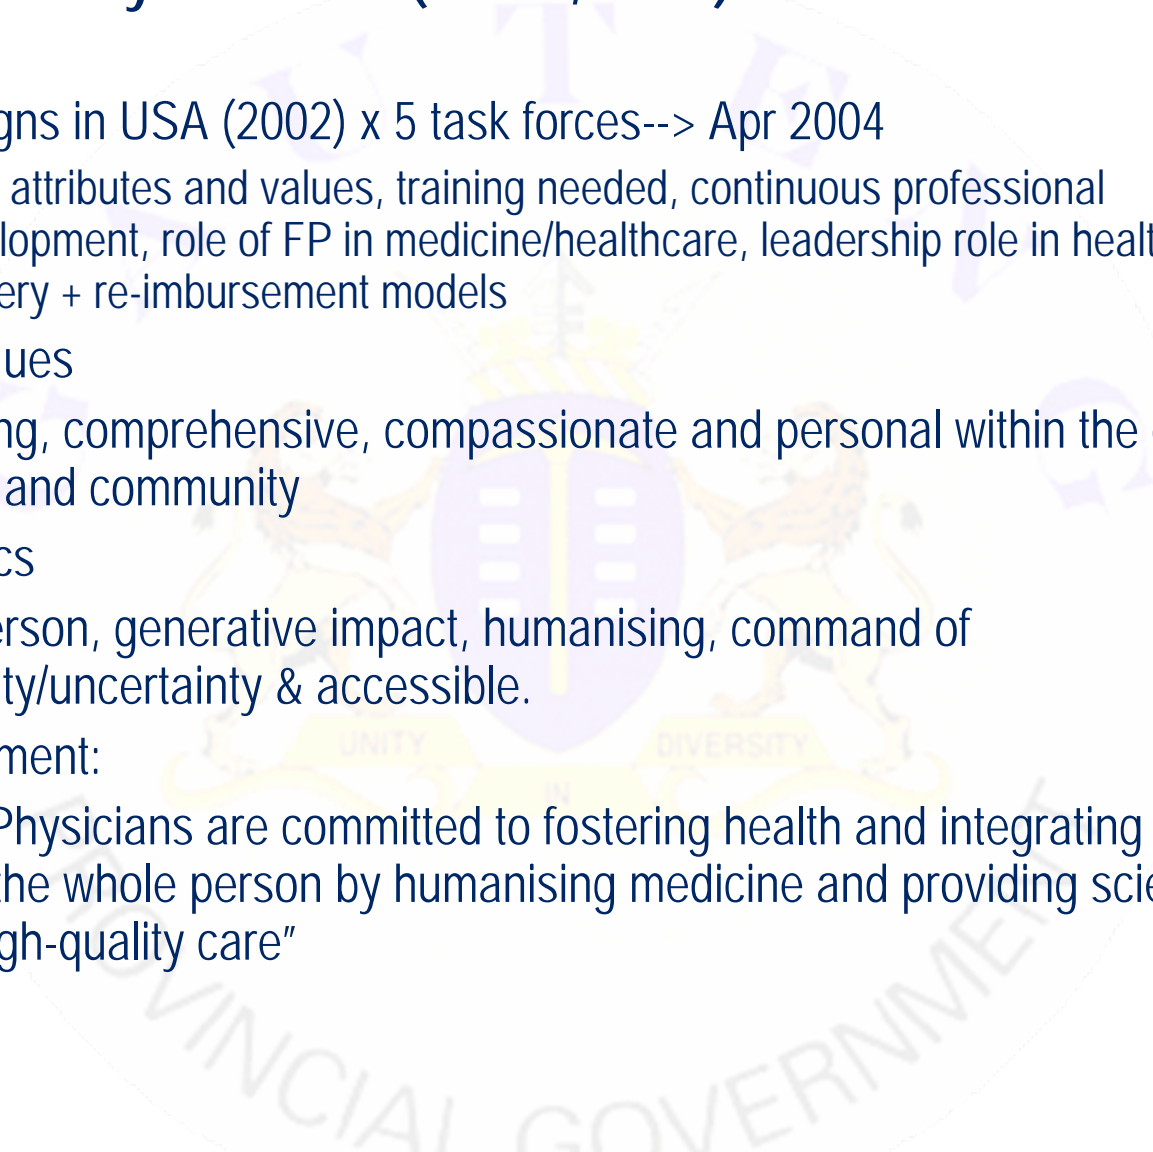 gns in USA (2002) x 5 task forces--> Apr 2004
attributes and values, training needed, continuous professional
lopment, role of FP in medicine/healthcare, leadership role in healt
ery + re-imbursement models
ues
ng, comprehensive, compassionate and personal within the
and community
cs
erson, generative impact, humanising, command of
ty/uncertainty & accessible.
ment:
Physicians are committed to fostering health and integrating
the whole person by humanising medicine and providing scie
gh-quality care”
UNITY IN DIVERSITY
PROVINCIAL GOVERNMENT